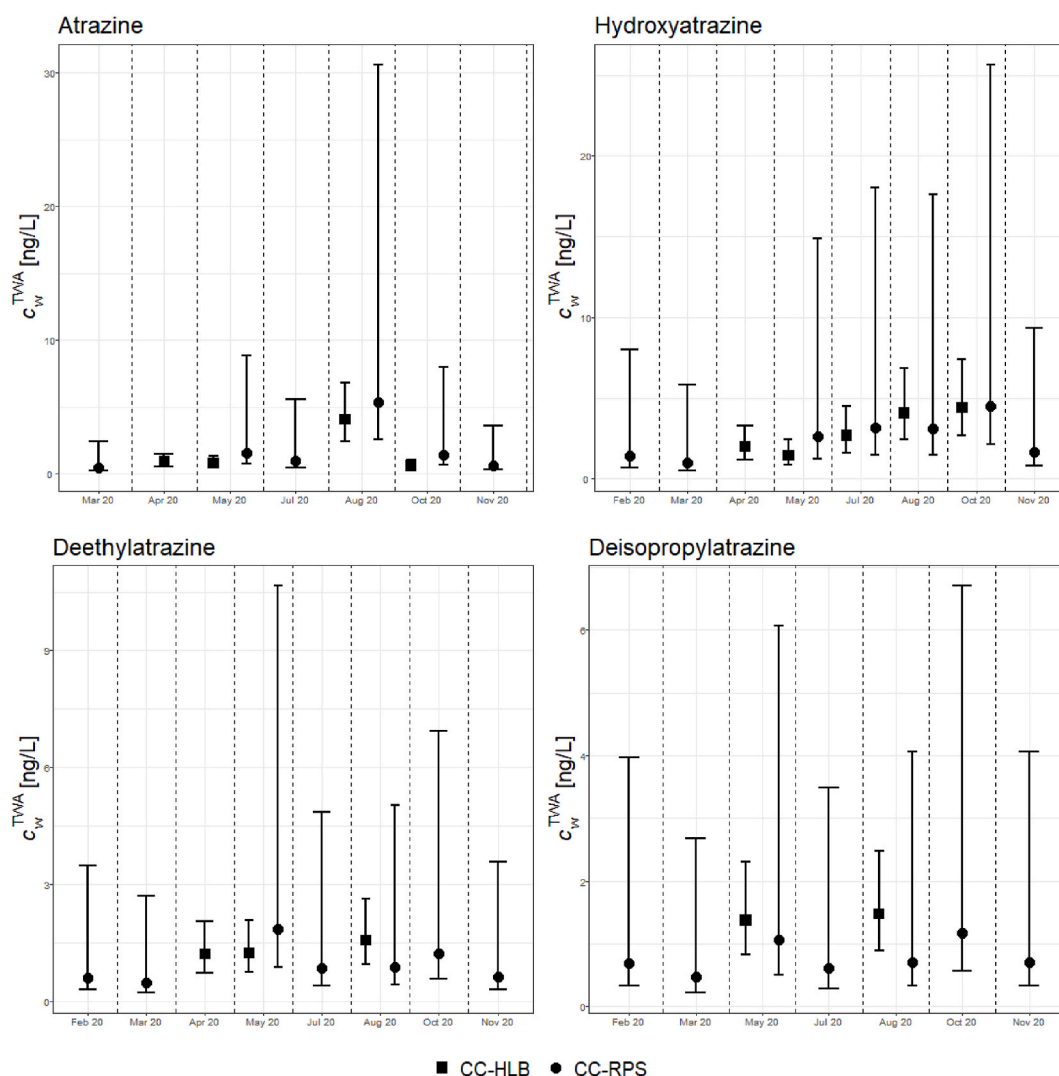 Atrazine
30
20
10
0
c_w^TWA [ng/L]
Mar 20 Apr 20 May 20 Jul 20 Aug 20 Oct 20 Nov 20
Hydroxyatrazine
20
10
0
c_w^TWA [ng/L]
Feb 20 Mar 20 Apr 20 May 20 Jul 20 Aug 20 Oct 20 Nov 20
Deethylatrazine
9
6
3
0
c_w^TWA [ng/L]
Feb 20 Mar 20 Apr 20 May 20 Jul 20 Aug 20 Oct 20 Nov 20
Deisopropylatrazine
6
4
2
0
c_w^TWA [ng/L]
Feb 20 Mar 20 May 20 Jul 20 Aug 20 Oct 20 Nov 20
CC-HLB CC-RPS